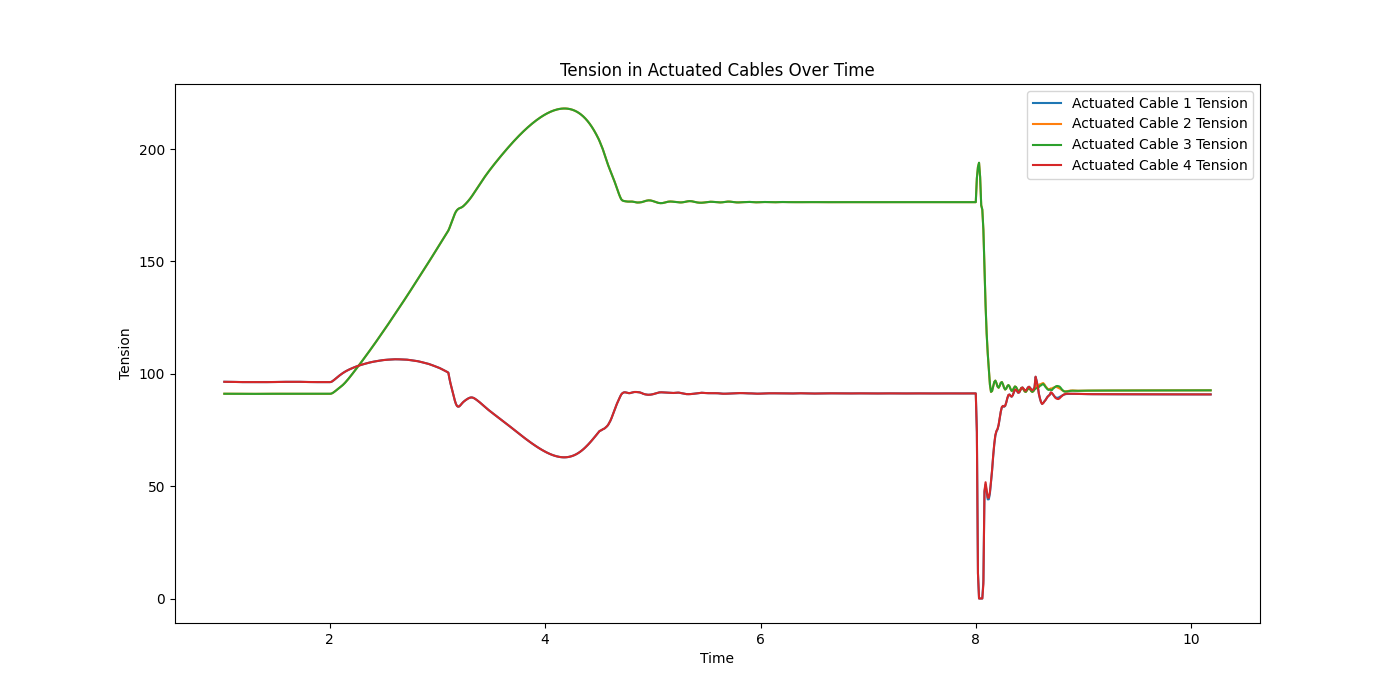 Tension in Actuated Cables Over Time
Actuated Cable 1 Tension
Actuated Cable 2 Tension
Actuated Cable 3 Tension
Actuated Cable 4 Tension
200
150
100
50
0
Tension
2
4
6
8
10
Time